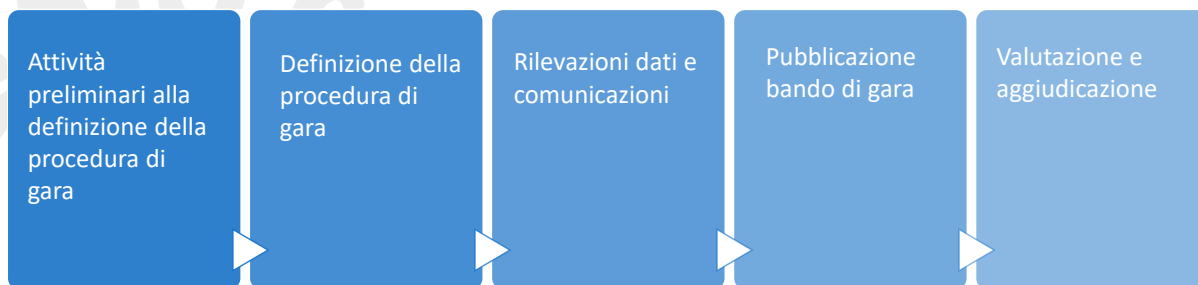 Attività
preliminari alla
definizione della
procedura di
gara
Definizione della
procedura di
gara
Rilevazioni dati e
comunicazioni
Pubblicazione
bando di gara
Valutazione e
aggiudicazione